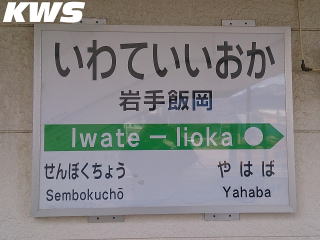 KWS
いわていいおか
岩手飯岡
Iwate－Iioka
せんぼくちょう やはば
Sembokuchō Yahaba